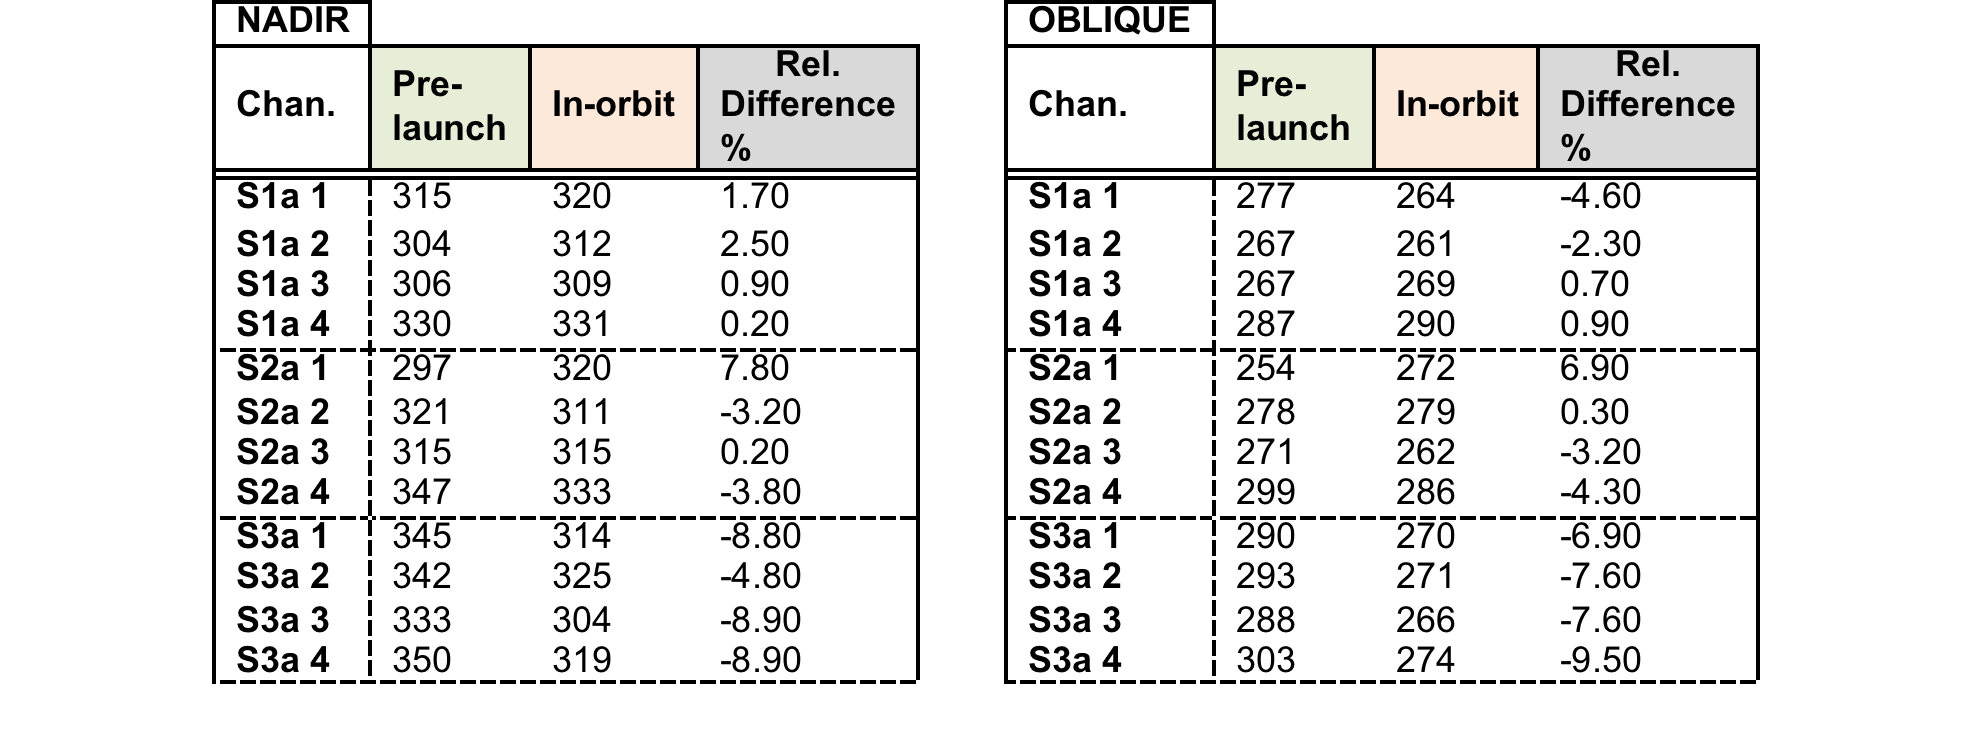 NADIR
Chan. Pre-launch In-orbit Rel. Difference %
S1a 1 315 320 1.70
S1a 2 304 312 2.50
S1a 3 306 309 0.90
S1a 4 330 331 0.20
S2a 1 297 320 7.80
S2a 2 321 311 -3.20
S2a 3 315 315 0.20
S2a 4 347 333 -3.80
S3a 1 345 314 -8.80
S3a 2 342 325 -4.80
S3a 3 333 304 -8.90
S3a 4 350 319 -8.90
OBLIQUE
Chan. Pre-launch In-orbit Rel. Difference %
S1a 1 277 264 -4.60
S1a 2 267 261 -2.30
S1a 3 267 269 0.70
S1a 4 287 290 0.90
S2a 1 254 272 6.90
S2a 2 278 279 0.30
S2a 3 271 262 -3.20
S2a 4 299 286 -4.30
S3a 1 290 270 -6.90
S3a 2 293 271 -7.60
S3a 3 288 266 -7.60
S3a 4 303 274 -9.50